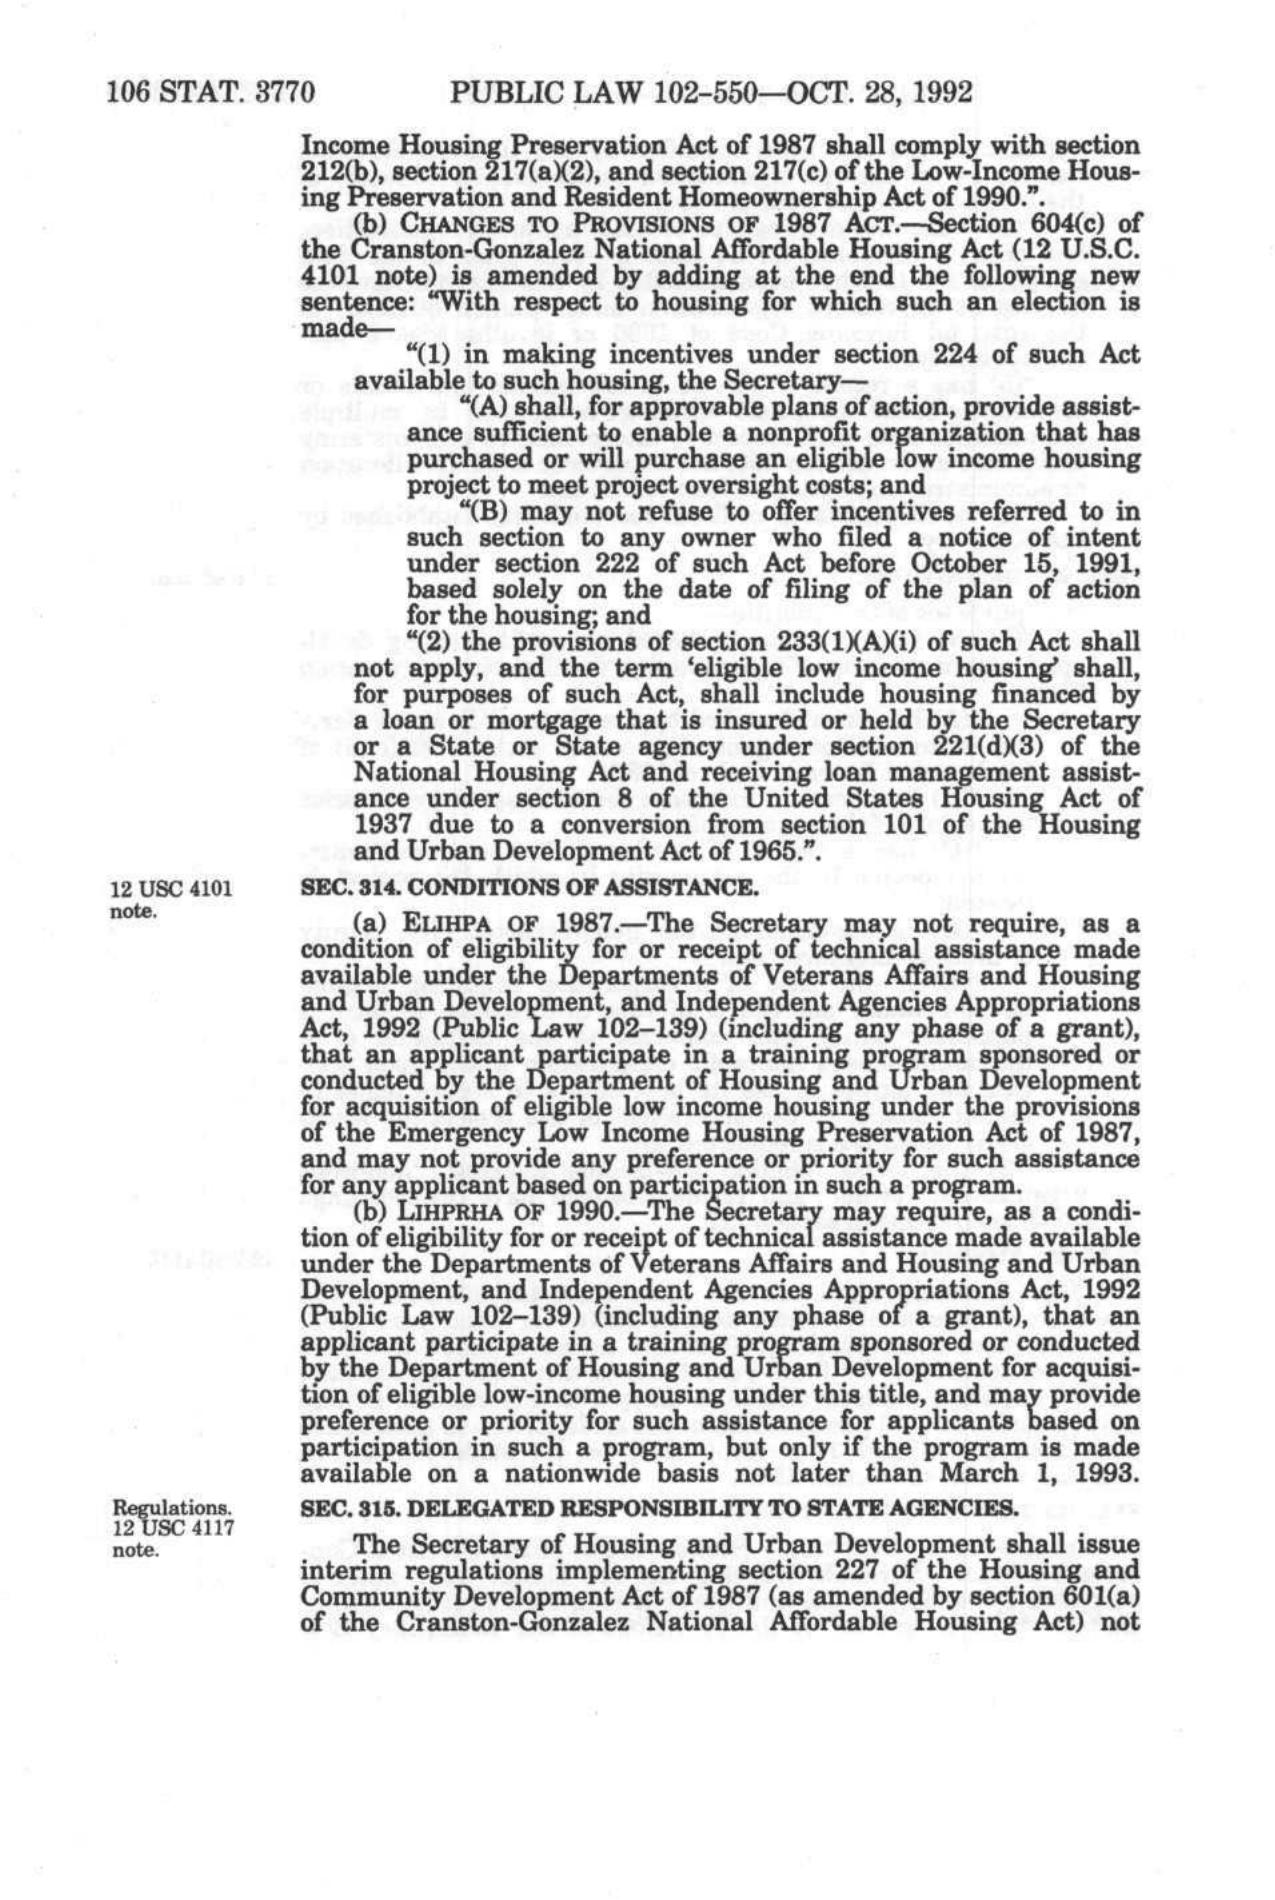 106 STAT. 3770 PUBLIC LAW 102–550—OCT. 28, 1992
Income Housing Preservation Act of 1987 shall comply with section
212(b), section 217(a)(2), and section 217(c) of the Low-Income Hous-
ing Preservation and Resident Homeownership Act of 1990.”.
(b) CHANGES TO PROVISIONS OF 1987 ACT.—Section 604(c) of
the Cranston-Gonzalez National Affordable Housing Act (12 U.S.C.
4101 note) is amended by adding at the end the following new
sentence: “With respect to housing for which such an election is
made—
“(1) in making incentives under section 224 of such Act
available to such housing, the Secretary—
“(A) shall, for approvable plans of action, provide assist-
ance sufficient to enable a nonprofit organization that has
purchased or will purchase an eligible low income housing
project to meet project oversight costs; and
“(B) may not refuse to offer incentives referred to in
such section to any owner who filed a notice of intent
under section 222 of such Act before October 15, 1991,
based solely on the date of filing of the plan of action
for the housing; and
“(2) the provisions of section 233(1)(A)(i) of such Act shall
not apply, and the term ‘eligible low income housing’ shall,
for purposes of such Act, shall include housing financed by
a loan or mortgage that is insured or held by the Secretary
or a State or State agency under section 221(d)(3) of the
National Housing Act and receiving loan management assist-
ance under section 8 of the United States Housing Act of
1937 due to a conversion from section 101 of the Housing
and Urban Development Act of 1965.”.
12 USC 4101
note.
SEC. 314. CONDITIONS OF ASSISTANCE.
(a) ELIHPA OF 1987.—The Secretary may not require, as a
condition of eligibility for or receipt of technical assistance made
available under the Departments of Veterans Affairs and Housing
and Urban Development, and Independent Agencies Appropriations
Act, 1992 (Public Law 102–139) (including any phase of a grant),
that an applicant participate in a training program sponsored or
conducted by the Department of Housing and Urban Development
for acquisition of eligible low income housing under the provisions
of the Emergency Low Income Housing Preservation Act of 1987,
and may not provide any preference or priority for such assistance
for any applicant based on participation in such a program.
(b) LIHPRHA OF 1990.—The Secretary may require, as a condi-
tion of eligibility for or receipt of technical assistance made available
under the Departments of Veterans Affairs and Housing and Urban
Development, and Independent Agencies Appropriations Act, 1992
(Public Law 102–139) (including any phase of a grant), that an
applicant participate in a training program sponsored or conducted
by the Department of Housing and Urban Development for acquisi-
tion of eligible low-income housing under this title, and may provide
preference or priority for such assistance for applicants based on
participation in such a program, but only if the program is made
available on a nationwide basis not later than March 1, 1993.
Regulations.
12 USC 4117
note.
SEC. 315. DELEGATED RESPONSIBILITY TO STATE AGENCIES.
The Secretary of Housing and Urban Development shall issue
interim regulations implementing section 227 of the Housing and
Community Development Act of 1987 (as amended by section 601(a)
of the Cranston-Gonzalez National Affordable Housing Act) not